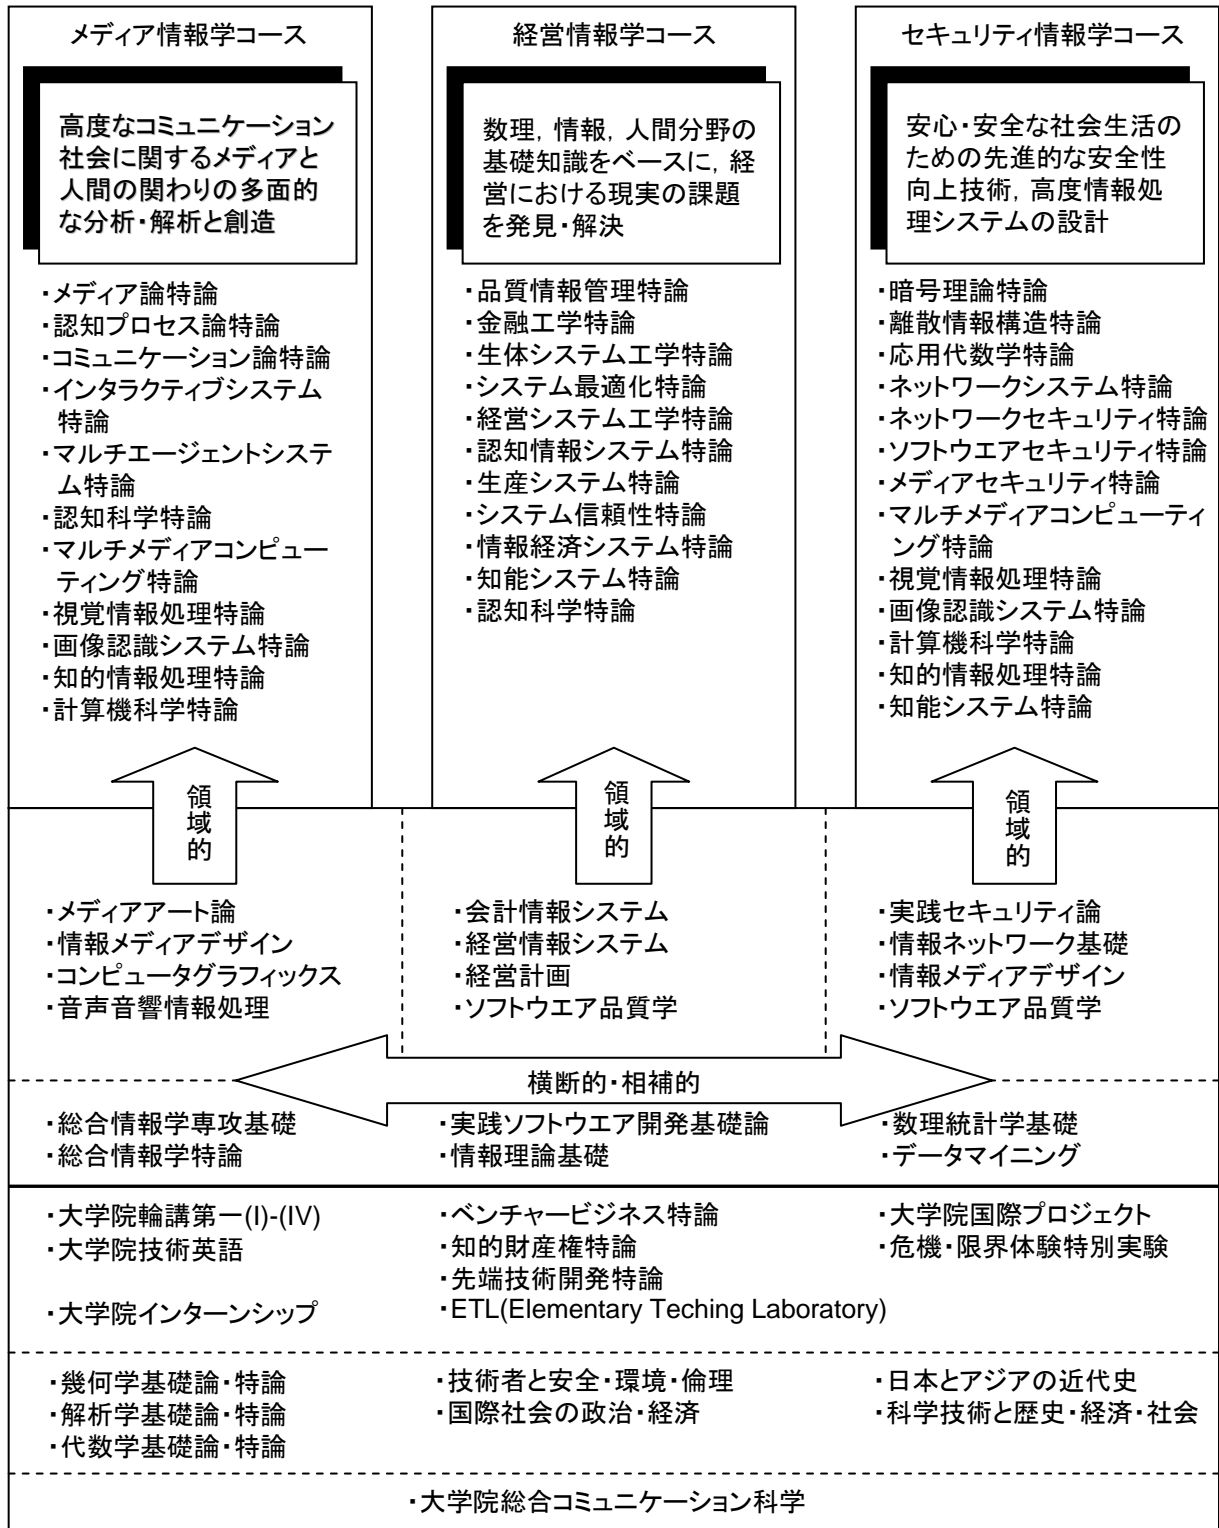 メディア情報学コース
高度なコミュニケーション
社会に関するメディアと
人間の関わりの多面的
な分析・解析と創造
・メディア論特論
・認知プロセス論特論
・コミュニケーション論特論
・インタラクティブシステム
特論
・マルチエージェントシステ
ム特論
・認知科学特論
・マルチメディアコンピュー
ティング特論
・視覚情報処理特論
・画像認識システム特論
・知的情報処理特論
・計算機科学特論
経営情報学コース
数理，情報，人間分野の
基礎知識をベースに，経
営における現実の課題
を発見・解決
・品質情報管理特論
・金融工学特論
・生体システム工学特論
・システム最適化特論
・経営システム工学特論
・認知情報システム特論
・生産システム特論
・システム信頼性特論
・情報経済システム特論
・知能システム特論
・認知科学特論
セキュリティ情報学コース
安心・安全な社会生活の
ための先進的な安全性
向上技術，高度情報処
理システムの設計
・暗号理論特論
・離散情報構造特論
・応用代数学特論
・ネットワークシステム特論
・ネットワークセキュリティ特論
・ソフトウエアセキュリティ特論
・メディアセキュリティ特論
・マルチメディアコンピューティ
ング特論
・視覚情報処理特論
・画像認識システム特論
・計算機科学特論
・知的情報処理特論
・知能システム特論
領域的
領域的
領域的
・メディアアート論
・情報メディアデザイン
・コンピュータグラフィックス
・音声音響情報処理
・会計情報システム
・経営情報システム
・経営計画
・ソフトウエア品質学
・実践セキュリティ論
・情報ネットワーク基礎
・情報メディアデザイン
・ソフトウエア品質学
横断的・相補的
・総合情報学専攻基礎
・総合情報学特論
・実践ソフトウエア開発基礎論
・情報理論基礎
・数理統計学基礎
・データマイニング
・大学院輪講第一(I)-(IV)
・大学院技術英語
・大学院インターンシップ
・ベンチャービジネス特論
・知的財産権特論
・先端技術開発特論
・ETL(Elementary Teching Laboratory)
・大学院国際プロジェクト
・危機・限界体験特別実験
・幾何学基礎論・特論
・解析学基礎論・特論
・代数学基礎論・特論
・技術者と安全・環境・倫理
・国際社会の政治・経済
・日本とアジアの近代史
・科学技術と歴史・経済・社会
・大学院総合コミュニケーション科学